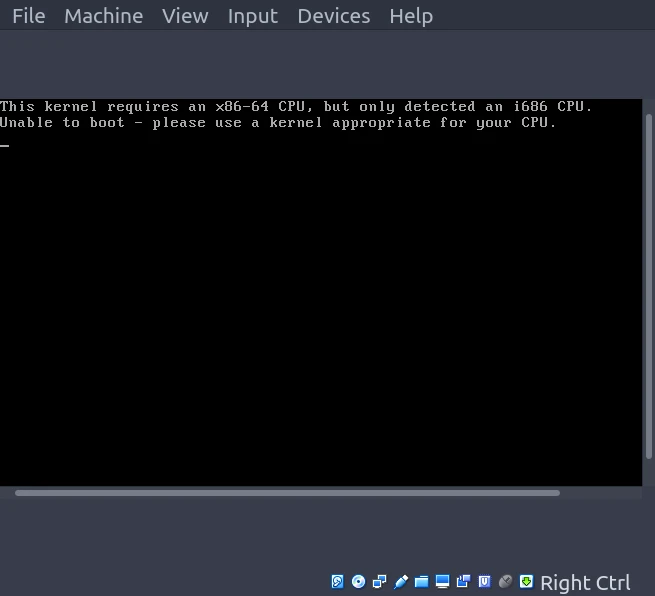 File Machine View Input Devices Help
This kernel requires an x86-64 CPU, but only detected an i686 CPU.
Unable to boot - please use a kernel appropriate for your CPU.
Right Ctrl